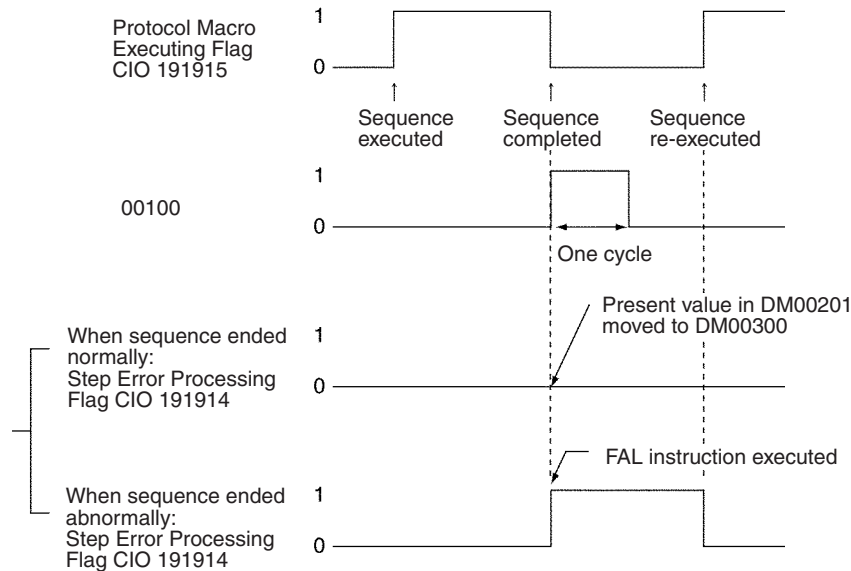 Protocol Macro
Executing Flag
CIO 191915
1
0
Sequence
executed
Sequence
completed
Sequence
re-executed
00100
1
0
One cycle
Present value in DM00201
moved to DM00300
When sequence ended
normally:
Step Error Processing
Flag CIO 191914
1
0
FAL instruction executed
When sequence ended
abnormally:
Step Error Processing
Flag CIO 191914
1
0